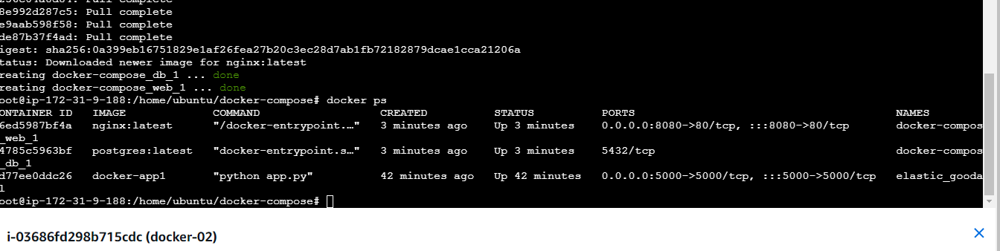 8e992d287c5: Pull complete
e9aab598f58: Pull complete
de87b37f4ad: Pull complete
igest: sha256:0a399eb16751829e1af26fea27b20c3ec28d7ab1fb72182879dcae1cca21206a
tatus: Downloaded newer image for nginx:latest
reating docker-compose_db_1 ... done
reating docker-compose_web_1 ... done
oot@ip-172-31-9-188:/home/ubuntu/docker-compose# docker ps
ONTAINER ID IMAGE COMMAND CREATED STATUS PORTS NAMES
6ed5987bf4a nginx:latest "/docker-entrypoint.…" 3 minutes ago Up 3 minutes 0.0.0.0:8080->80/tcp, :::8080->80/tcp docker-compos
_web_1
4785c5963bf postgres:latest "docker-entrypoint.s…" 3 minutes ago Up 3 minutes 5432/tcp docker-compos
_db_1
d77ee0ddc26 docker-app1 "python app.py" 42 minutes ago Up 42 minutes 0.0.0.0:5000->5000/tcp, :::5000->5000/tcp elastic_gooda
l
oot@ip-172-31-9-188:/home/ubuntu/docker-compose#
i-03686fd298b715cdc (docker-02)